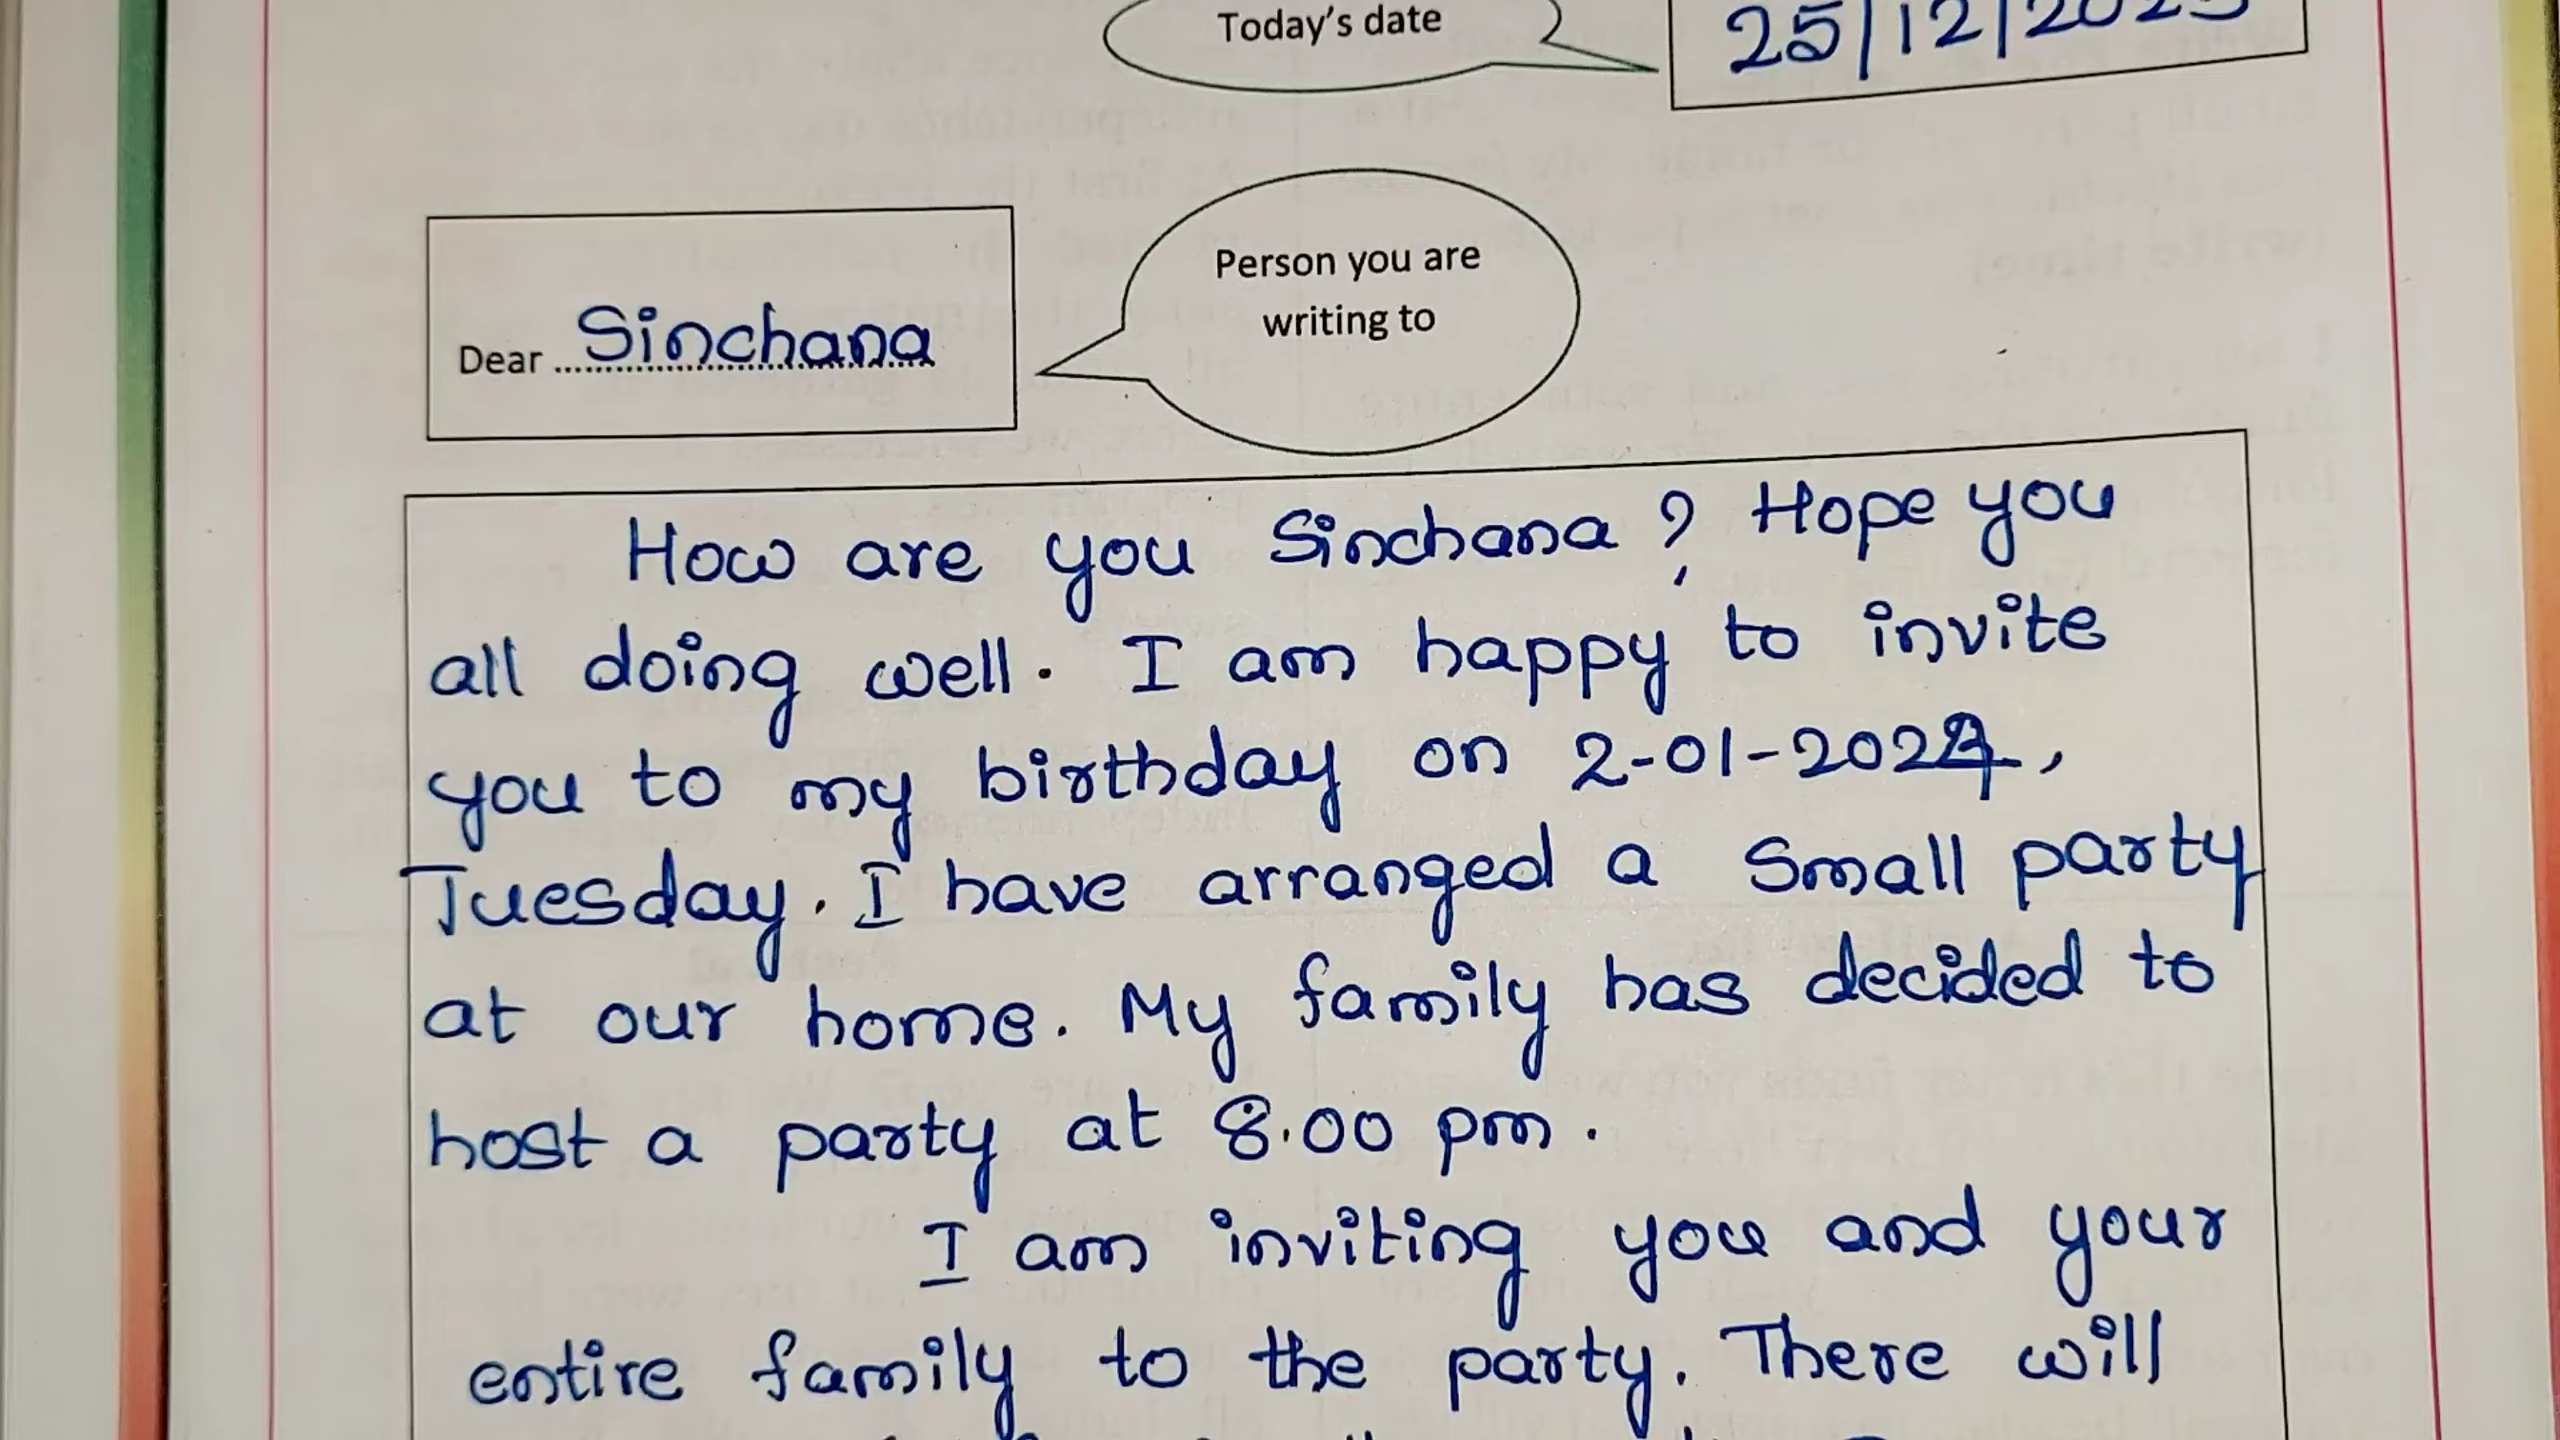 Today's date
25/12/2023
Person you are
writing to
Dear ........ Sinchana
How are you Sinchana? Hope you
all doing well. I am happy to invite
you to my birthday on 2-01-2024,
Tuesday. I have arranged a small party
at our home. My family has decided to
host a party at 8.00 pm.
I am inviting you and your
entire family to the party. There will